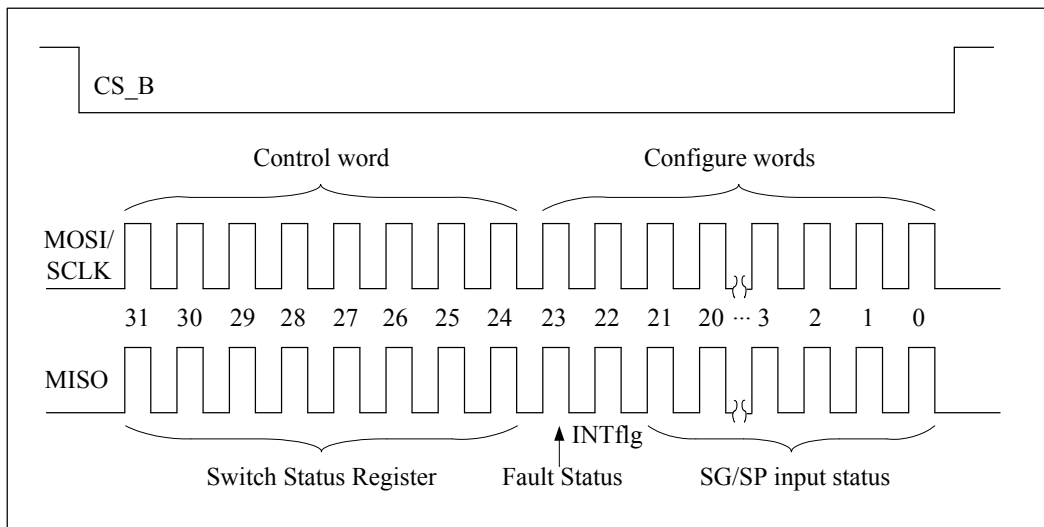 CS_B
Control word Configure words
MOSI/
SCLK
31 30 29 28 27 26 25 24 23 22 21 20 ··· 3 2 1 0
MISO
INTflg
Switch Status Register Fault Status SG/SP input status